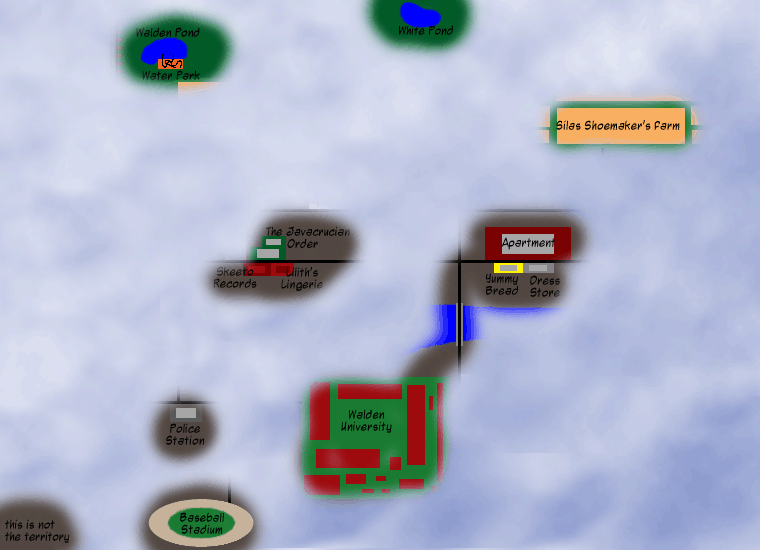 Walden Pond
White Pond
Water Park
Silas Shoemaker's Farm
The Javacrucian
Order
Apartment
Skeeto
Records
Lilith's
Lingerie
Yummy
Bread
Dress
Store
Walden
University
Police
Station
Baseball
Stadium
this is not
the territory